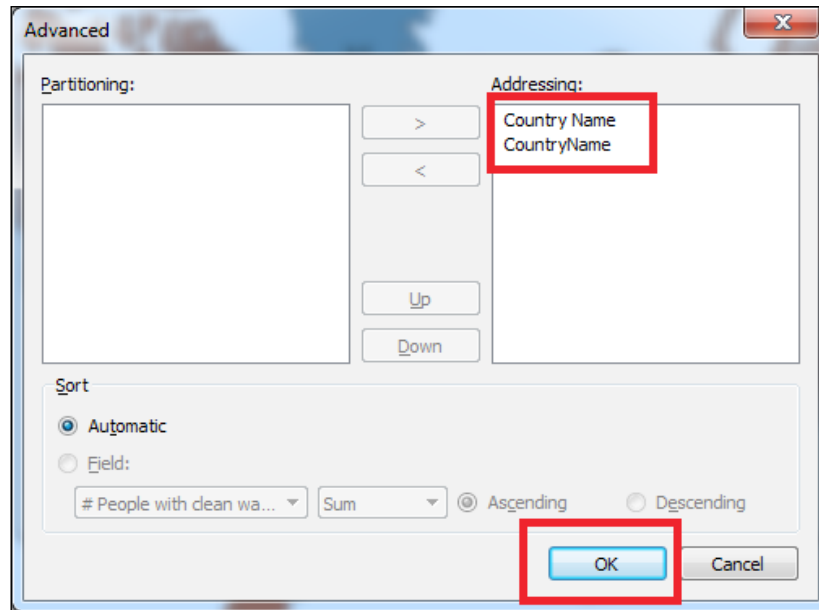 Advanced
x
Partitioning:
Addressing:
Country Name
CountryName
>
<
Up
Down
Sort
Automatic
Field:
# People with clean wa...
Sum
Ascending
Descending
OK
Cancel